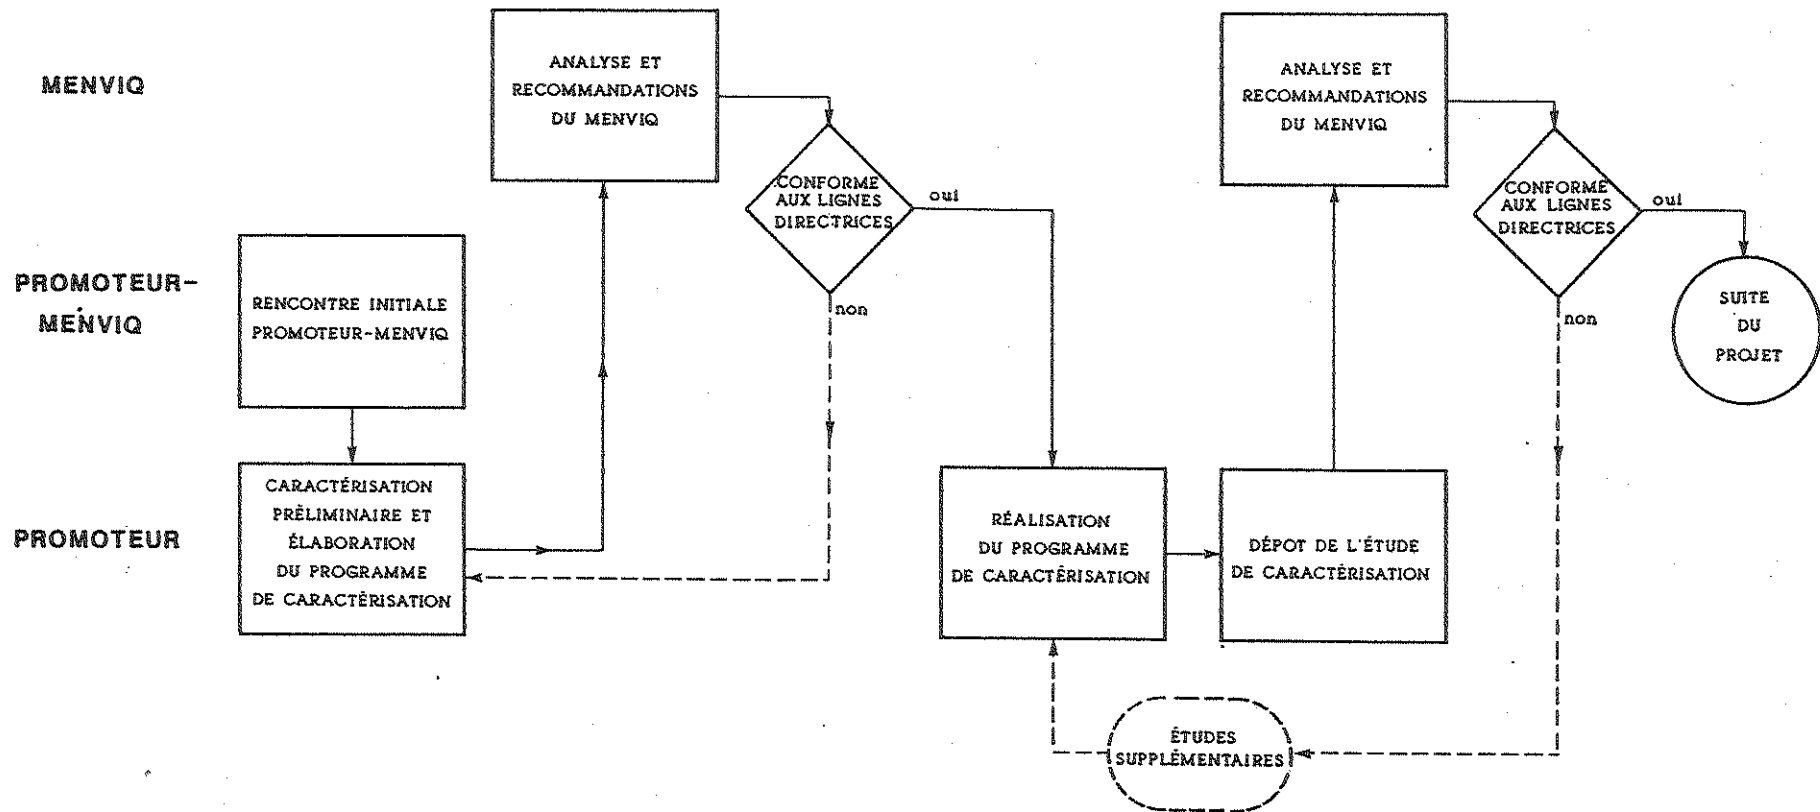 MENVIQ
PROMOTEUR-
MENVIQ
PROMOTEUR
RENCONTRE INITIALE
PROMOTEUR-MENVIQ
CARACTÉRISATION
PRÉLIMINAIRE ET
ÉLABORATION
DU PROGRAMME
DE CARACTÉRISATION
ANALYSE ET
RECOMMANDATIONS
DU MENVIQ
CONFORME
AUX LIGNES
DIRECTRICES
oui
non
RÉALISATION
DU PROGRAMME
DE CARACTÉRISATION
DÉPOT DE L'ÉTUDE
DE CARACTÉRISATION
ANALYSE ET
RECOMMANDATIONS
DU MENVIQ
CONFORME
AUX LIGNES
DIRECTRICES
oui
non
SUITE
DU
PROJET
ÉTUDES
SUPPLÉMENTAIRES